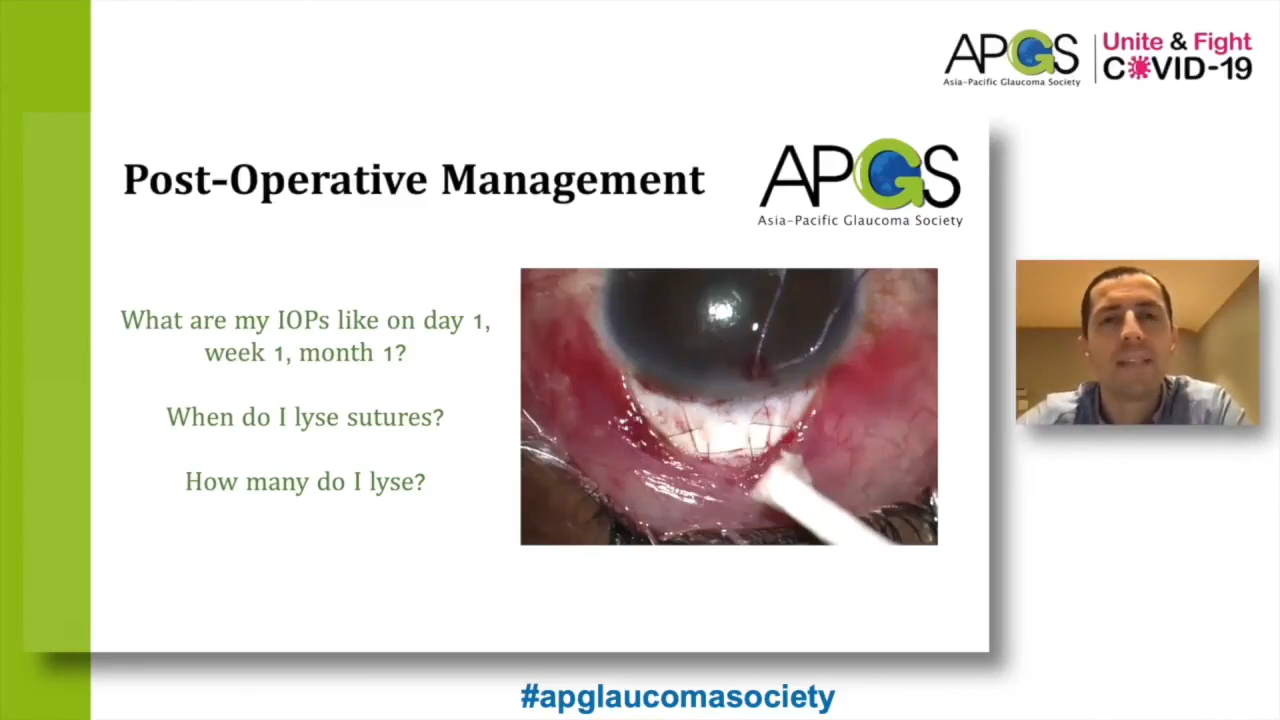 APGS
Asia-Pacific Glaucoma Society
Unite & Fight
COVID-19
Post-Operative Management
APGS
Asia-Pacific Glaucoma Society
What are my IOPs like on day 1,
week 1, month 1?
When do I lyse sutures?
How many do I lyse?
#apglaucomasociety